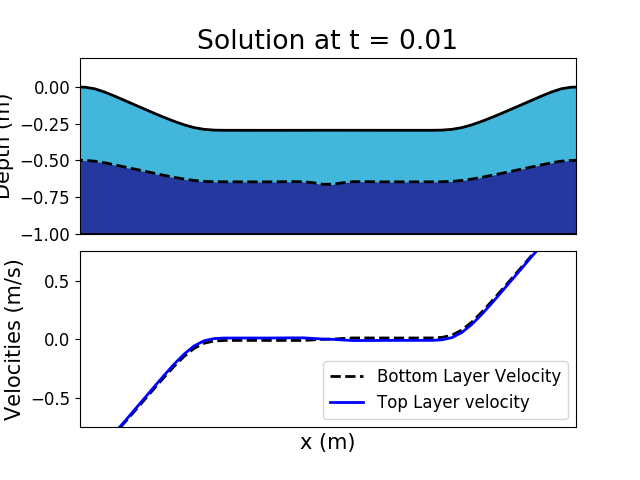 Solution at t = 0.01
Depth (m)
0.00
−0.25
−0.50
−0.75
−1.00
Velocities (m/s)
0.5
0.0
−0.5
Bottom Layer Velocity
Top Layer velocity
x (m)